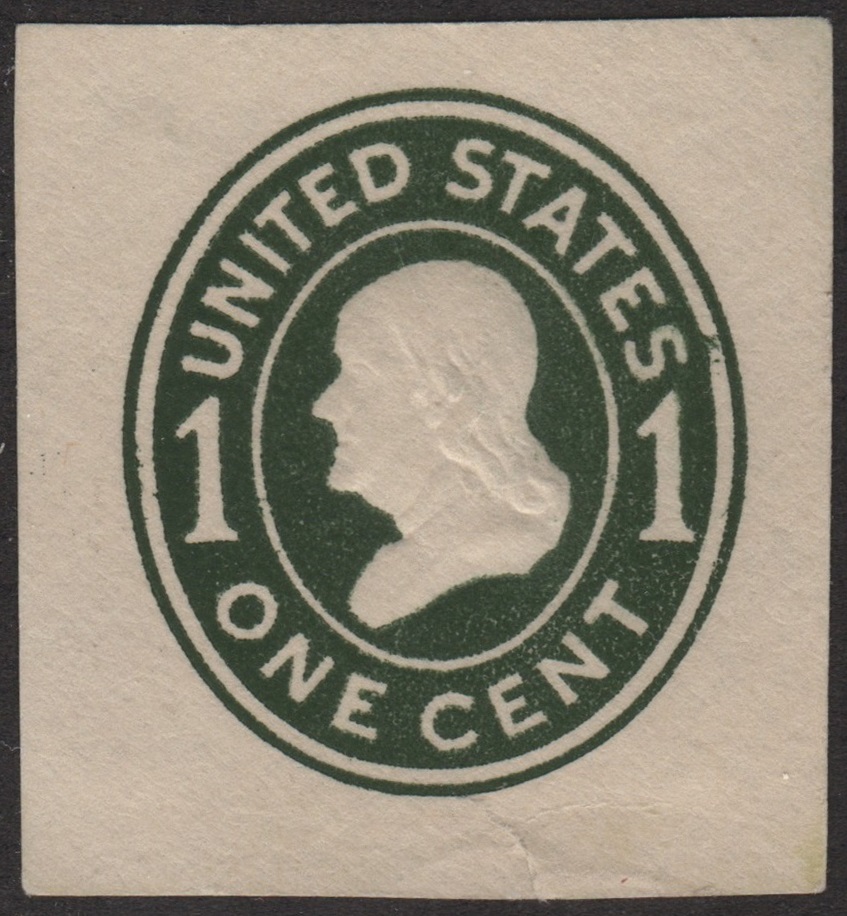 UNITED STATES
1 1
ONE CENT